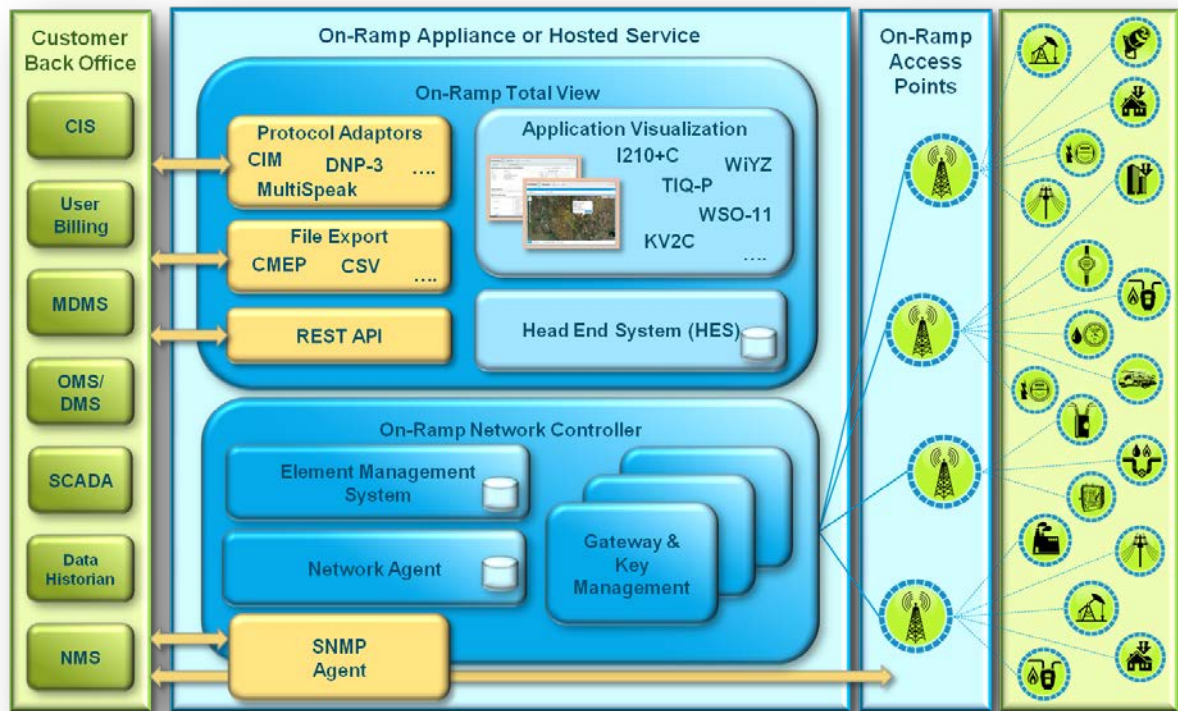 Customer
Back Office
CIS
User
Billing
MDMS
OMS/
DMS
SCADA
Data
Historian
NMS
On-Ramp Appliance or Hosted Service
On-Ramp Total View
Protocol Adaptors
CIM
DNP-3
....
MultiSpeak
File Export
CMEP
CSV
....
REST API
Application Visualization
I210+C
WiYZ
TIQ-P
WSO-11
KV2C
....
Head End System (HES)
On-Ramp Network Controller
Element Management
System
Network Agent
Gateway &
Key
Management
SNMP
Agent
On-Ramp
Access
Points